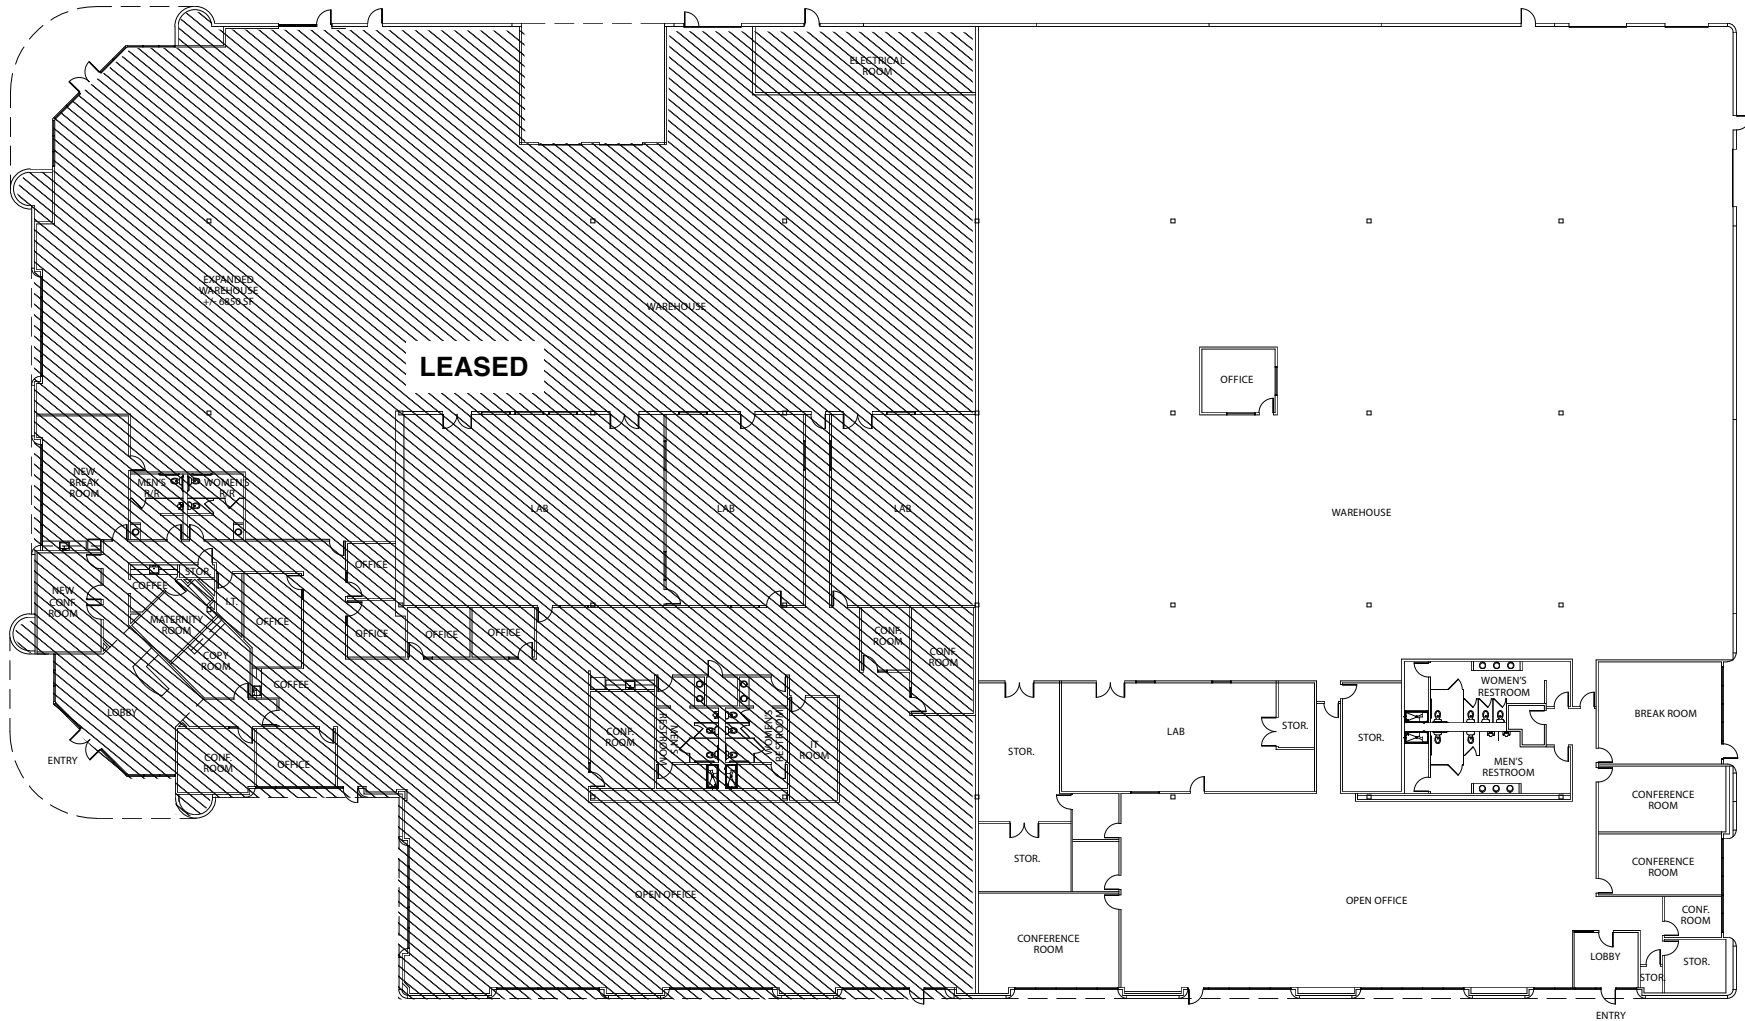 ELECTRICAL
ROOM
EXPANDED
WAREHOUSE
+/- 6850 SF
WAREHOUSE
LEASED
OFFICE
NEW
BREAK
ROOM
MEN'S
R/R
WOMEN'S
R/R
LAB
LAB
LAB
WAREHOUSE
OFFICE
COFFEE
STOR.
I.T.
NEW
CONF.
ROOM
MATERNITY
ROOM
OFFICE
OFFICE
OFFICE
OFFICE
CONF.
ROOM
CONF.
ROOM
COPY
ROOM
COFFEE
LOBBY
ENTRY
CONF.
ROOM
OFFICE
CONF.
ROOM
MEN'S
RESTROOM
WOMEN'S
RESTROOM
IT
ROOM
OPEN OFFICE
STOR.
LAB
STOR.
STOR.
WOMEN'S
RESTROOM
MEN'S
RESTROOM
BREAK ROOM
CONFERENCE
ROOM
CONFERENCE
ROOM
STOR.
CONFERENCE
ROOM
OPEN OFFICE
CONF.
ROOM
LOBBY
STOR.
STOR.
ENTRY